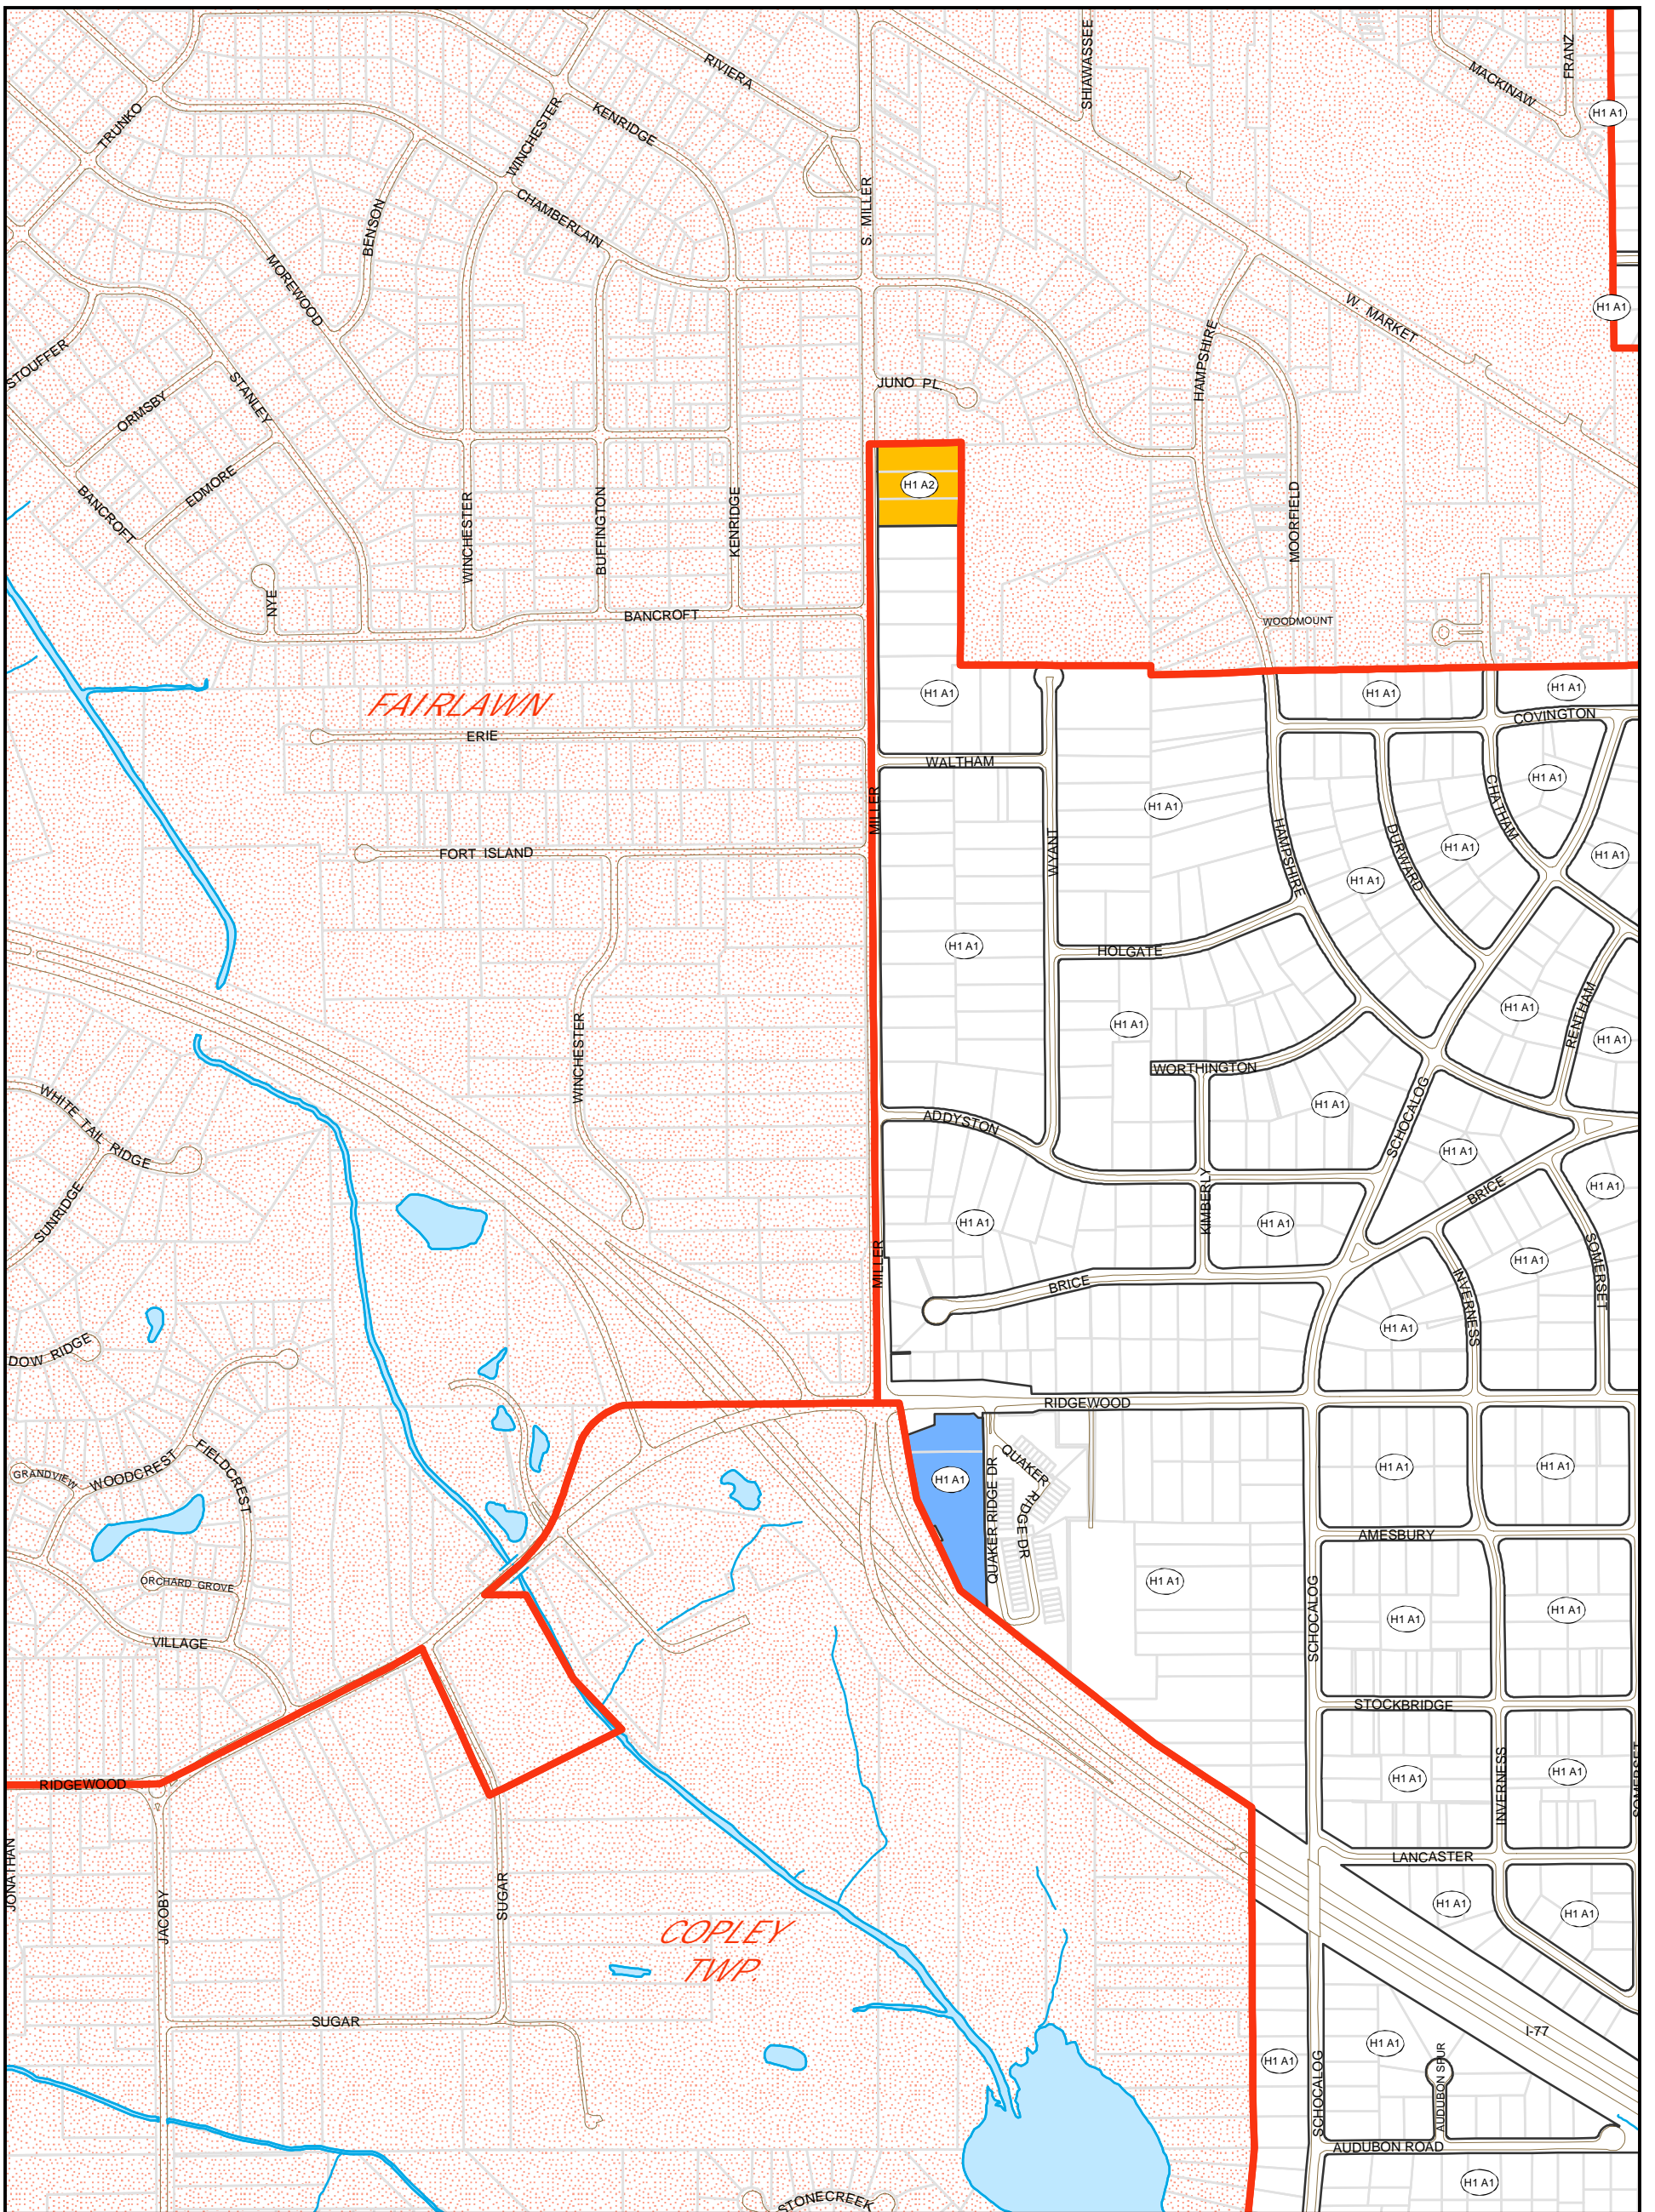 RIVIERA
SHIAWASSEE
MACKINAW
FRANZ
TRUNKO
WINCHESTER
KENRIDGE
H1 A1
BENSON
CHAMBERLAIN
S. MILLER
MOREWOOD
W. MARKET
H1 A1
STOUFFER
ORMSBY
STANLEY
JUNO PL
HAMPSHIRE
EDMORE
BANCROFT
WINCHESTER
BUFFINGTON
KENRIDGE
H1 A2
MOORFIELD
NYE
BANCROFT
WOODMOUNT
FAIRLAWN
H1 A1
H1 A1
H1 A1
COVINGTON
ERIE
WALTHAM
MILLER
H1 A1
H1 A1
CHATHAM
FORT ISLAND
WYANT
HAMPSHIRE
DURWARD
H1 A1
H1 A1
H1 A1
H1 A1
HOLGATE
WINCHESTER
H1 A1
H1 A1
RENTHAM
H1 A1
WORTHINGTON
WHITE TAIL RIDGE
ADDYSTON
H1 A1
SCHOCALOG
H1 A1
SUNRIDGE
H1 A1
KIMBERLY
H1 A1
BRICE
H1 A1
MILLER
BRICE
H1 A1
SOMERSET
INVERNESS
H1 A1
DOW RIDGE
RIDGEWOOD
GRANDVIEW
WOODCREST
FIELDCREST
H1 A1
QUAKER RIDGE DR
QUAKER RIDGE DR
H1 A1
H1 A1
AMESBURY
ORCHARD GROVE
H1 A1
SCHOCALOG
H1 A1
H1 A1
VILLAGE
STOCKBRIDGE
RIDGEWOOD
H1 A1
INVERNESS
H1 A1
SOMERSET
JONATHAN
JACOBY
SUGAR
LANCASTER
H1 A1
H1 A1
COPLEY
TWP.
SUGAR
I-77
H1 A1
SCHOCALOG
H1 A1
AUDUBON SPUR
AUDUBON ROAD
H1 A1
STONECREEK